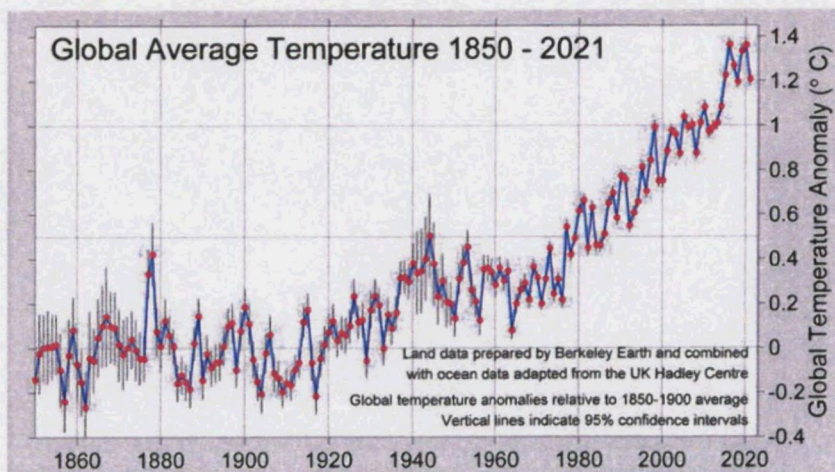 Global Average Temperature 1850 - 2021
1.4
1.2
1
0.8
0.6
0.4
0.2
0
-0.2
-0.4
Global Temperature Anomaly (° C)
Land data prepared by Berkeley Earth and combined
with ocean data adapted from the UK Hadley Centre
Global temperature anomalies relative to 1850-1900 average
Vertical lines indicate 95% confidence intervals
1860 1880 1900 1920 1940 1960 1980 2000 2020